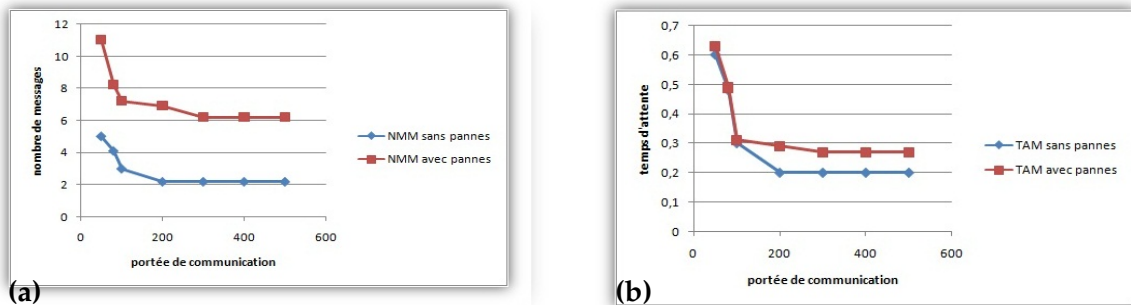 12
10
8
6
4
2
0
0 200 400 600
nombre de messages
portée de communication
NMM sans pannes
NMM avec pannes
(a)
0,7
0,6
0,5
0,4
0,3
0,2
0,1
0
0 200 400 600
temps d'attente
portée de communication
TAM sans pannes
TAM avec pannes
(b)